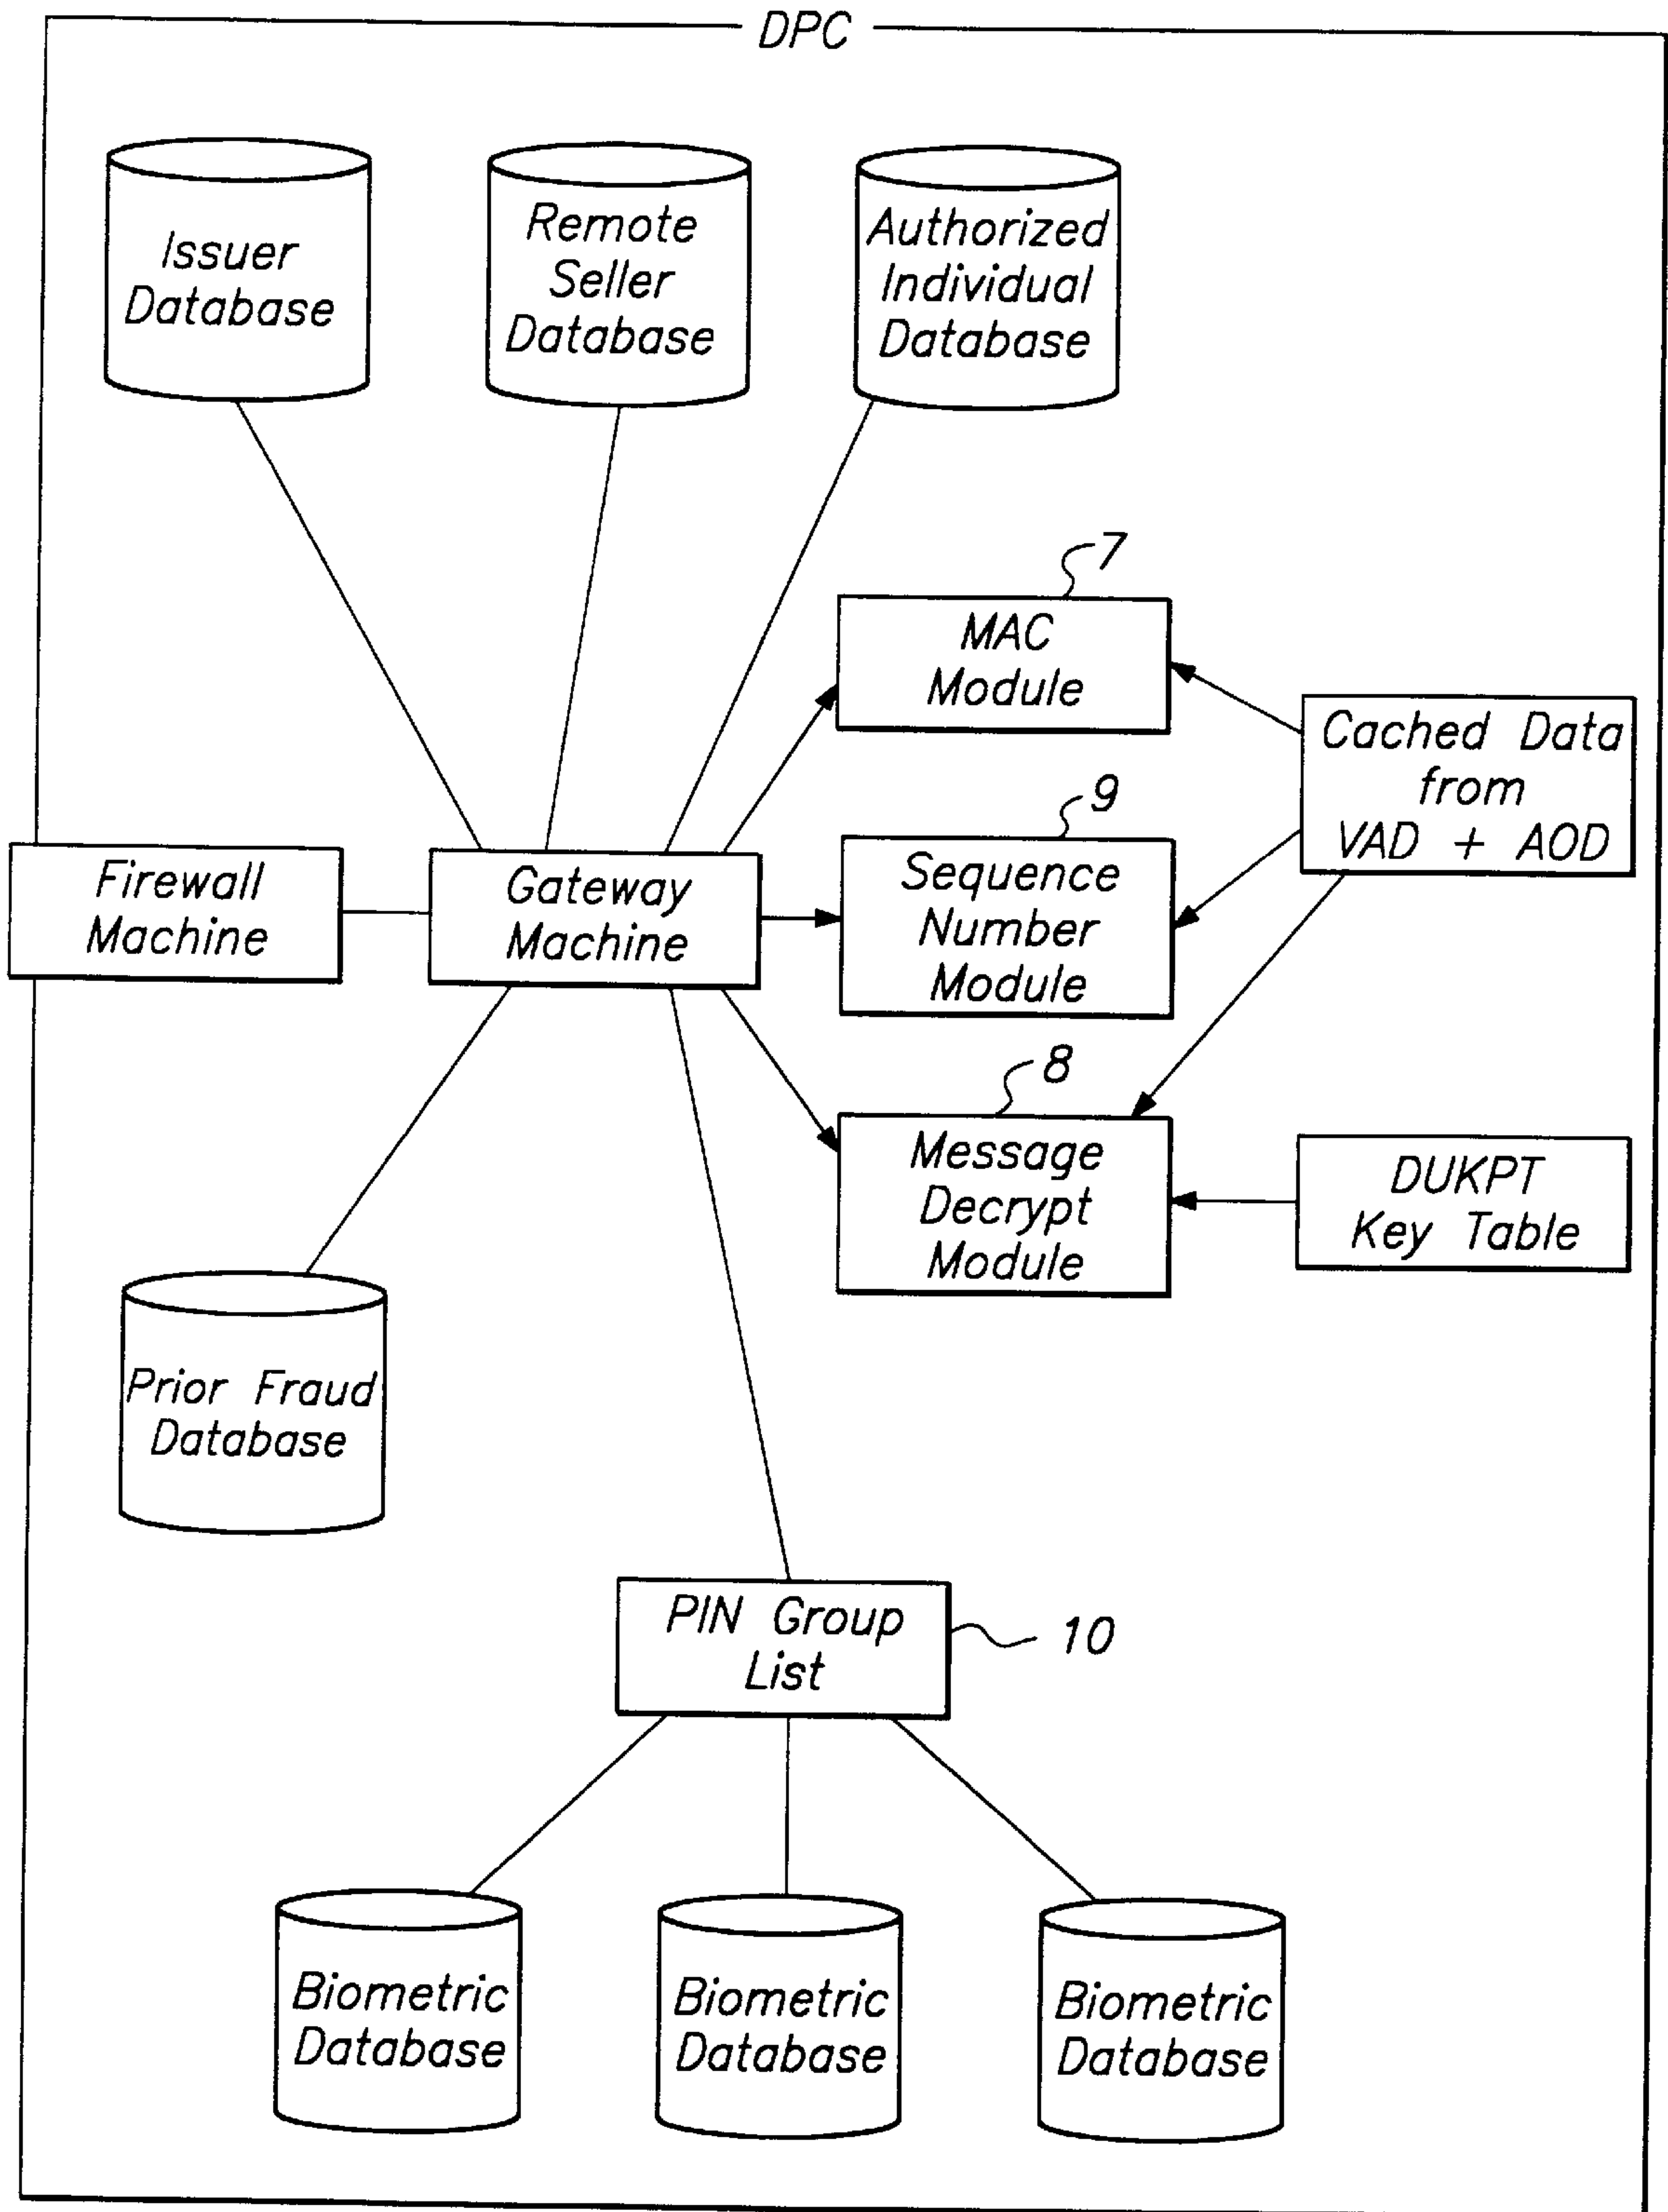 DPC
Issuer
Database
Remote
Seller
Database
Authorized
Individual
Database
7
MAC
Module
Cached Data
from
VAD + AOD
9
Firewall
Machine
Gateway
Machine
Sequence
Number
Module
8
Message
Decrypt
Module
DUKPT
Key Table
Prior Fraud
Database
PIN Group
List
10
Biometric
Database
Biometric
Database
Biometric
Database